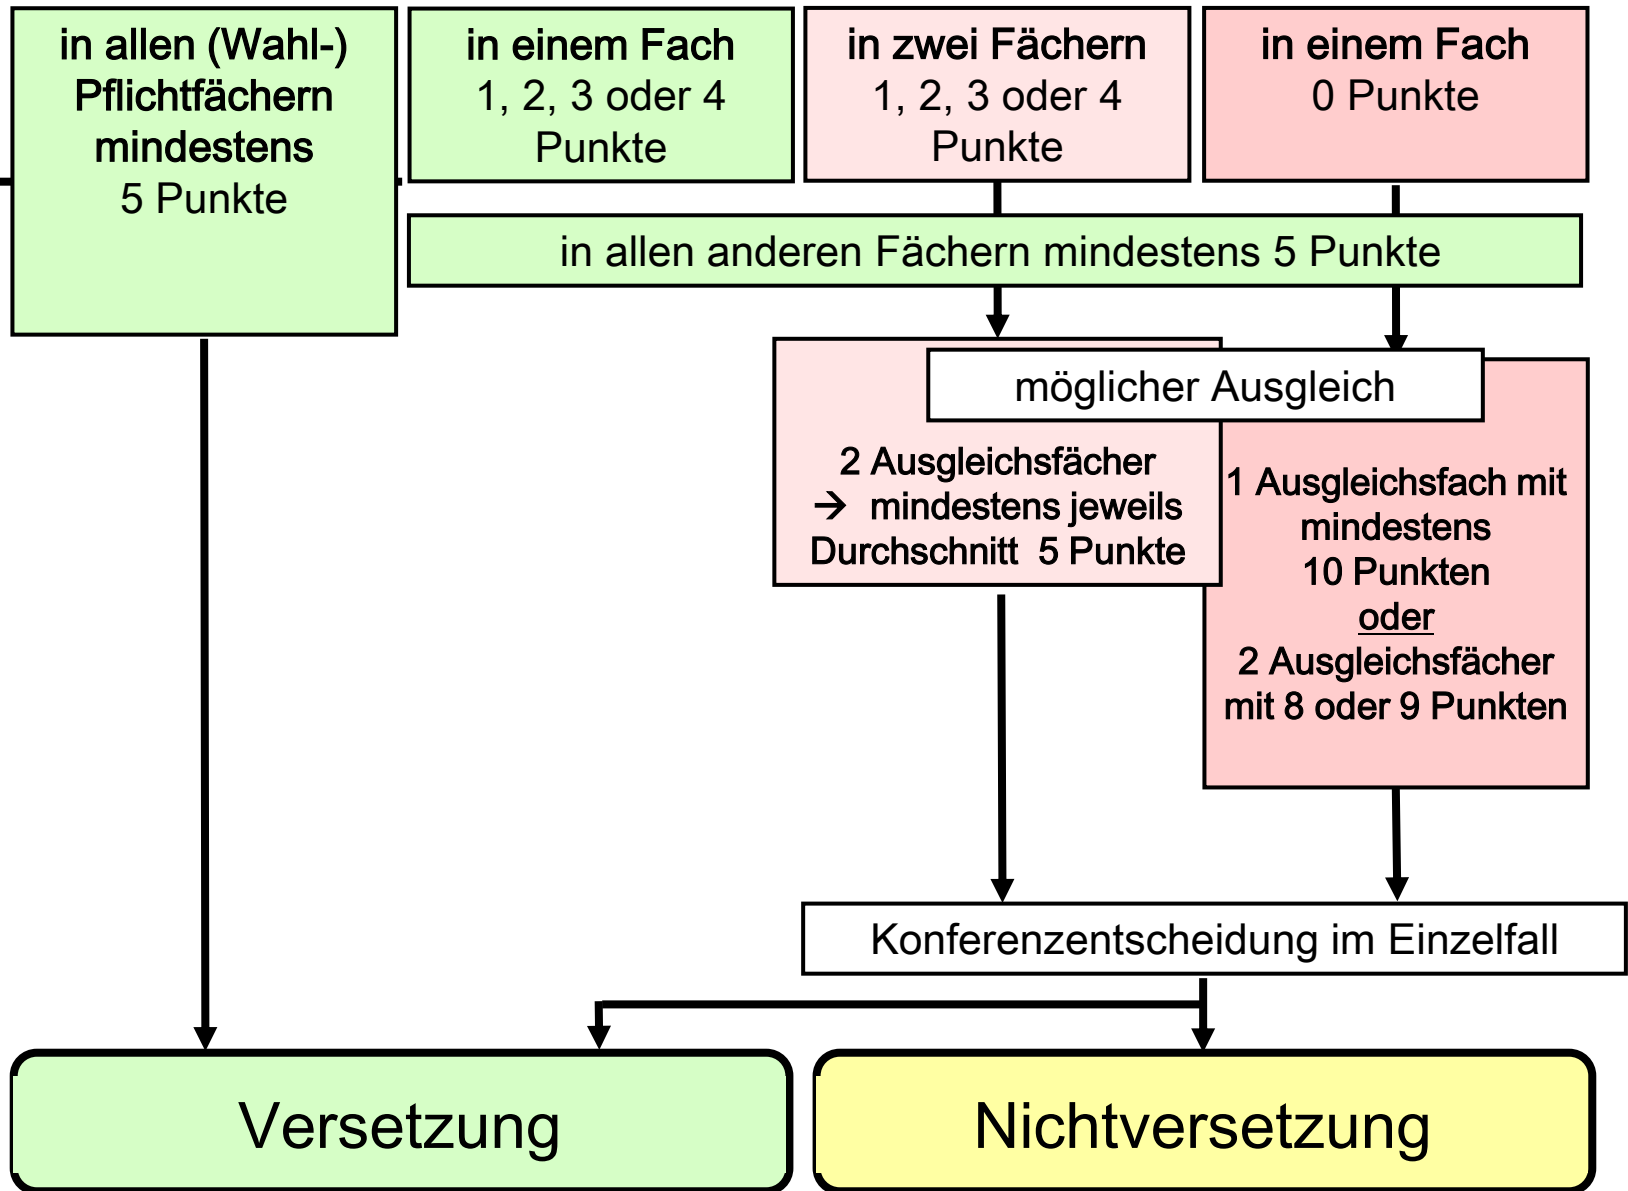 in allen (Wahl-)
Pflichtfächern
mindestens
5 Punkte
in einem Fach
1, 2, 3 oder 4
Punkte
in zwei Fächern
1, 2, 3 oder 4
Punkte
in einem Fach
0 Punkte
in allen anderen Fächern mindestens 5 Punkte
möglicher Ausgleich
2 Ausgleichsfächer
→ mindestens jeweils
Durchschnitt 5 Punkte
1 Ausgleichsfach mit
mindestens
10 Punkten
oder
2 Ausgleichsfächer
mit 8 oder 9 Punkten
Konferenzentscheidung im Einzelfall
Versetzung
Nichtversetzung